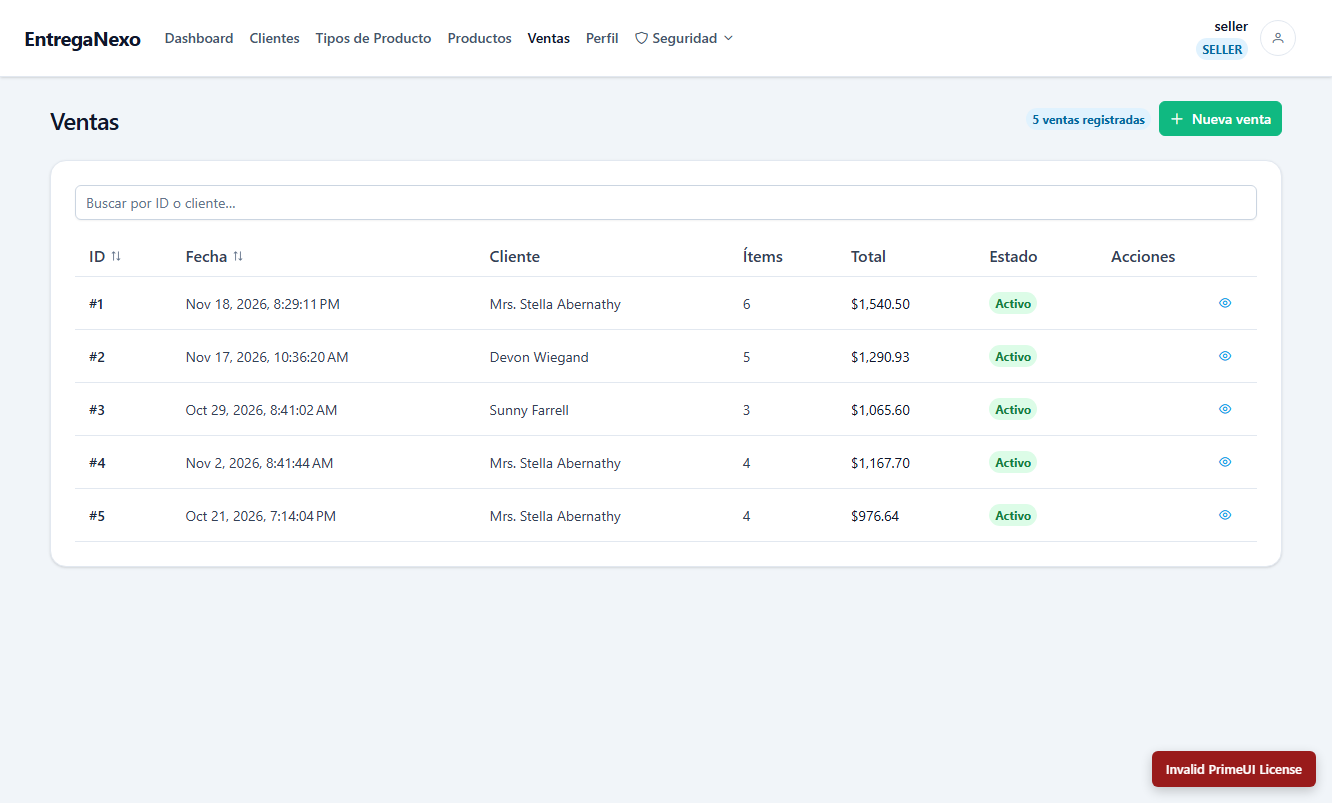 EntregaNexo Dashboard Clientes Tipos de Producto Productos Ventas Perfil Seguridad seller
SELLER
Ventas 5 ventas registradas Nueva venta
Buscar por ID o cliente...
ID Fecha Cliente Ítems Total Estado Acciones
#1 Nov 18, 2026, 8:29:11 PM Mrs. Stella Abernathy 6 $1,540.50 Activo
#2 Nov 17, 2026, 10:36:20 AM Devon Wiegand 5 $1,290.93 Activo
#3 Oct 29, 2026, 8:41:02 AM Sunny Farrell 3 $1,065.60 Activo
#4 Nov 2, 2026, 8:41:44 AM Mrs. Stella Abernathy 4 $1,167.70 Activo
#5 Oct 21, 2026, 7:14:04 PM Mrs. Stella Abernathy 4 $976.64 Activo
Invalid PrimeUI License